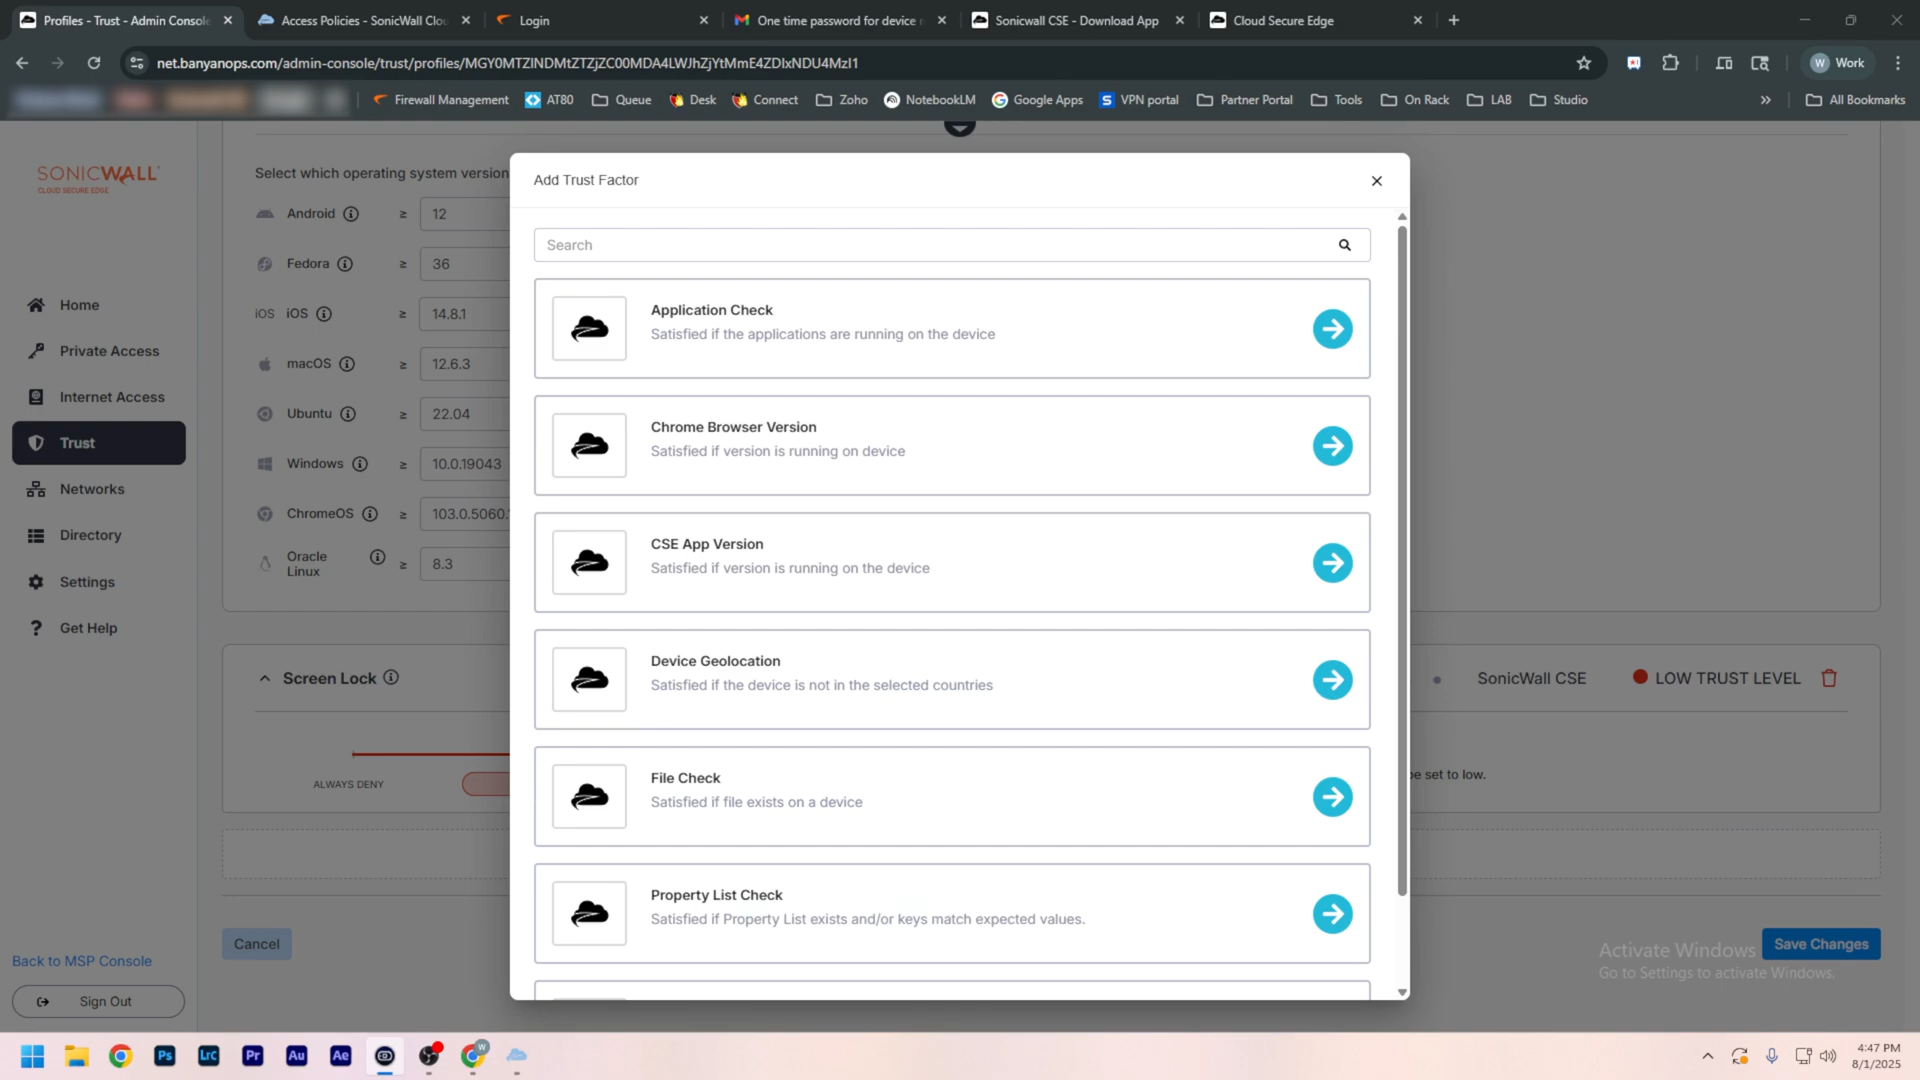 Profiles - Trust - Admin Console
Access Policies - SonicWall Clou
Login
One time password for device r
Sonicwall CSE - Download App
Cloud Secure Edge
net.banyanops.com/admin-console/trust/profiles/MGY0MTZlNDMtZTZjZC00MDA4LWJhZjYtMmE4ZDIxNDU4MzI1
W Work
Firewall Management
AT80
Queue
Desk
Connect
Zoho
NotebookLM
Google Apps
VPN portal
Partner Portal
Tools
On Rack
LAB
Studio
All Bookmarks
SONICWALL
CLOUD SECURE EDGE
Home
Private Access
Internet Access
Trust
Networks
Directory
Settings
Get Help
Back to MSP Console
Sign Out
Select which operating system version
Android ≥ 12
Fedora ≥ 36
iOS iOS ≥ 14.8.1
macOS ≥ 12.6.3
Ubuntu ≥ 22.04
Windows ≥ 10.0.19043
ChromeOS ≥ 103.0.5060.
Oracle Linux ≥ 8.3
Screen Lock
SonicWall CSE
LOW TRUST LEVEL
ALWAYS DENY
be set to low.
Cancel
Save Changes
Activate Windows
Go to Settings to activate Windows.
Add Trust Factor
Search
Application Check
Satisfied if the applications are running on the device
Chrome Browser Version
Satisfied if version is running on device
CSE App Version
Satisfied if version is running on the device
Device Geolocation
Satisfied if the device is not in the selected countries
File Check
Satisfied if file exists on a device
Property List Check
Satisfied if Property List exists and/or keys match expected values.
Ps
LrC
Pr
Au
Ae
W
4:47 PM
8/1/2025